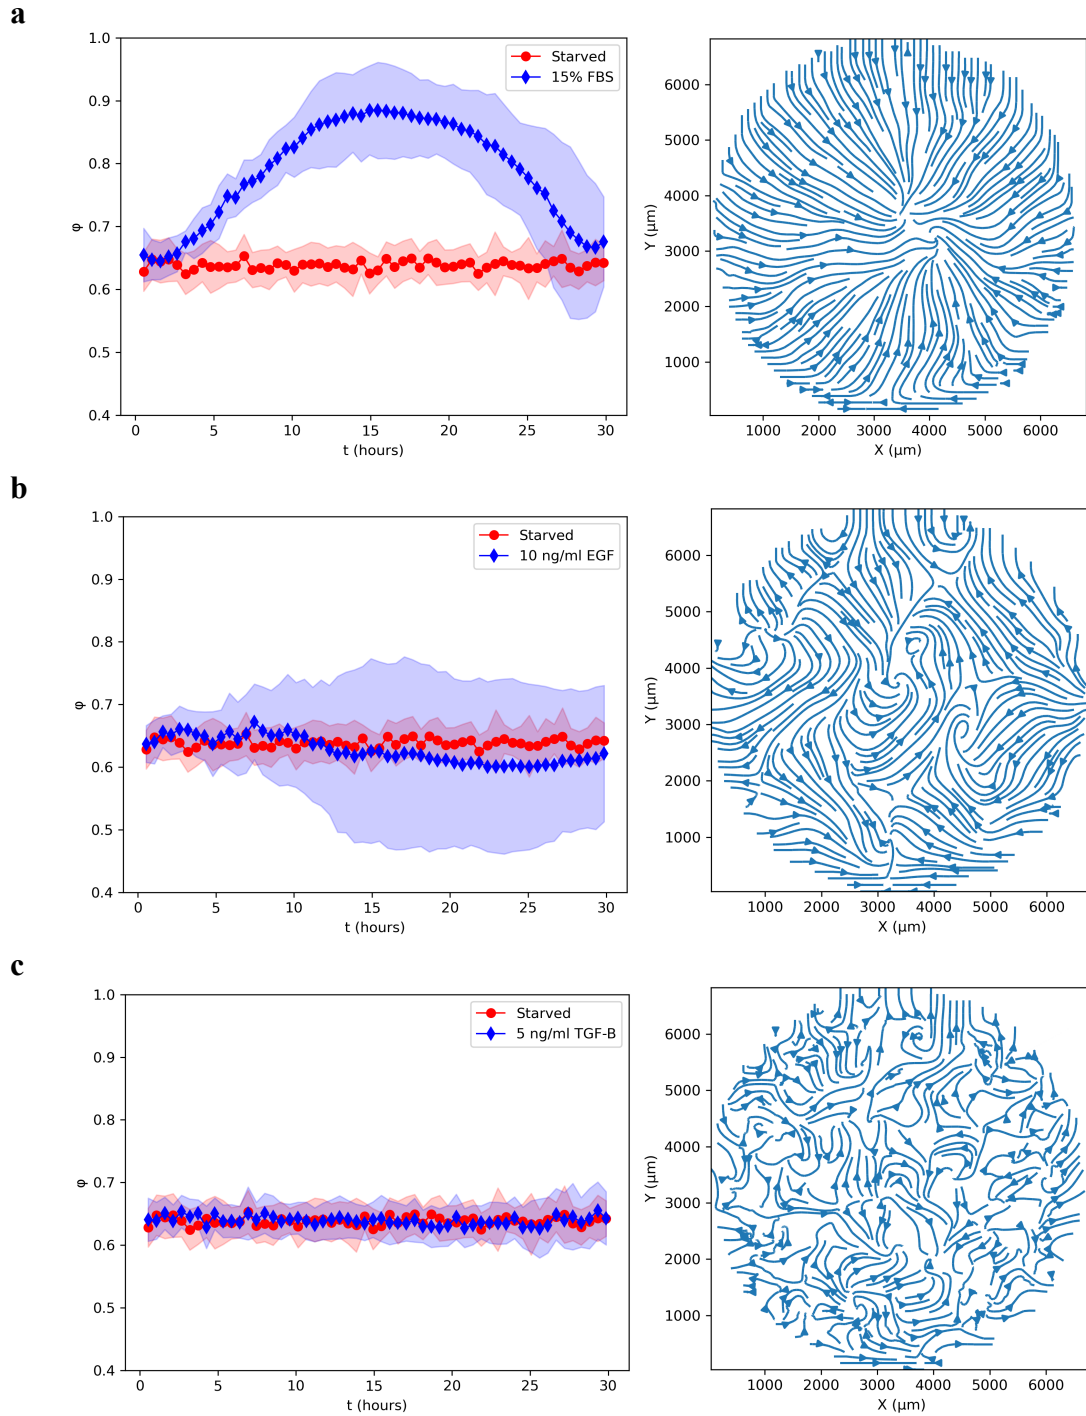 a
1.0
0.9
0.8
0.7
0.6
0.5
0.4
φ
Starved
15% FBS
0 5 10 15 20 25 30
t (hours)
6000
5000
4000
3000
2000
1000
Y (µm)
1000 2000 3000 4000 5000 6000
X (µm)
b
1.0
0.9
0.8
0.7
0.6
0.5
0.4
φ
Starved
10 ng/ml EGF
0 5 10 15 20 25 30
t (hours)
6000
5000
4000
3000
2000
1000
Y (µm)
1000 2000 3000 4000 5000 6000
X (µm)
c
1.0
0.9
0.8
0.7
0.6
0.5
0.4
φ
Starved
5 ng/ml TGF-B
0 5 10 15 20 25 30
t (hours)
6000
5000
4000
3000
2000
1000
Y (µm)
1000 2000 3000 4000 5000 6000
X (µm)